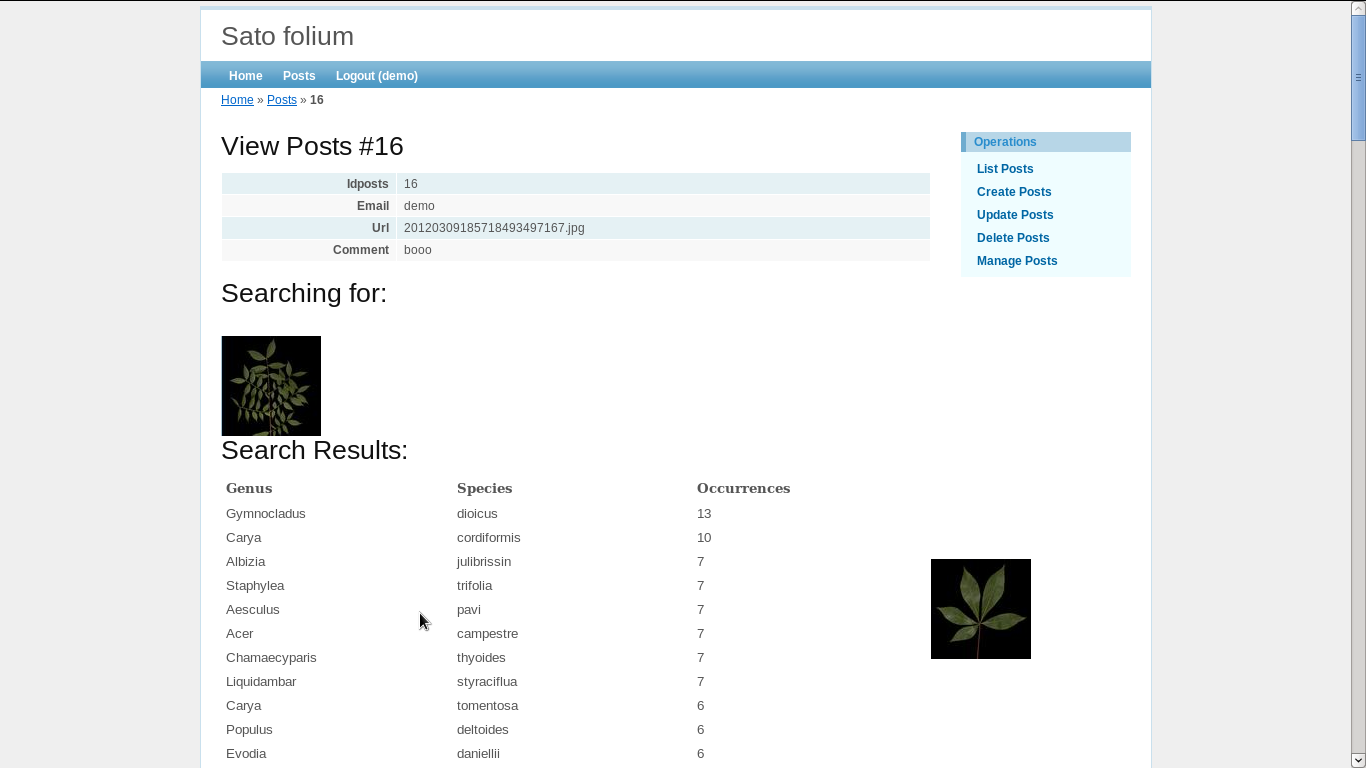 Sato folium
Home Posts Logout (demo)
Home » Posts » 16
View Posts #16
Idposts 16
Email demo
Url 20120309185718493497167.jpg
Comment booo
Operations
List Posts
Create Posts
Update Posts
Delete Posts
Manage Posts
Searching for:
Search Results:
Genus Species Occurrences
Gymnocladus dioicus 13
Carya cordiformis 10
Albizia julibrissin 7
Staphylea trifolia 7
Aesculus pavi 7
Acer campestre 7
Chamaecyparis thyoides 7
Liquidambar styraciflua 7
Carya tomentosa 6
Populus deltoides 6
Evodia daniellii 6